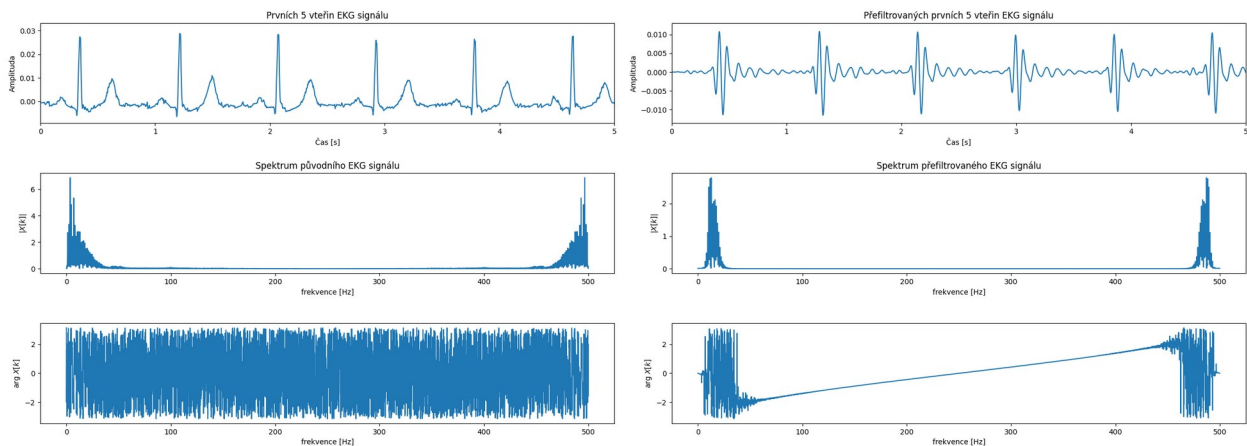 Prvních 5 vteřin EKG signálu
Amplituda
0.03
0.02
0.01
0.00
0 1 2 3 4 5
Čas [s]
Spektrum původního EKG signálu
|X[k]|
6
4
2
0
0 100 200 300 400 500
frekvence [Hz]
arg X[k]
2
0
−2
0 100 200 300 400 500
frekvence [Hz]
Přefiltrovaných prvních 5 vteřin EKG signálu
Amplituda
0.010
0.005
0.000
−0.005
−0.010
0 1 2 3 4 5
Čas [s]
Spektrum přefiltrovaného EKG signálu
|X[k]|
2
1
0
0 100 200 300 400 500
frekvence [Hz]
arg X[k]
2
0
−2
0 100 200 300 400 500
frekvence [Hz]